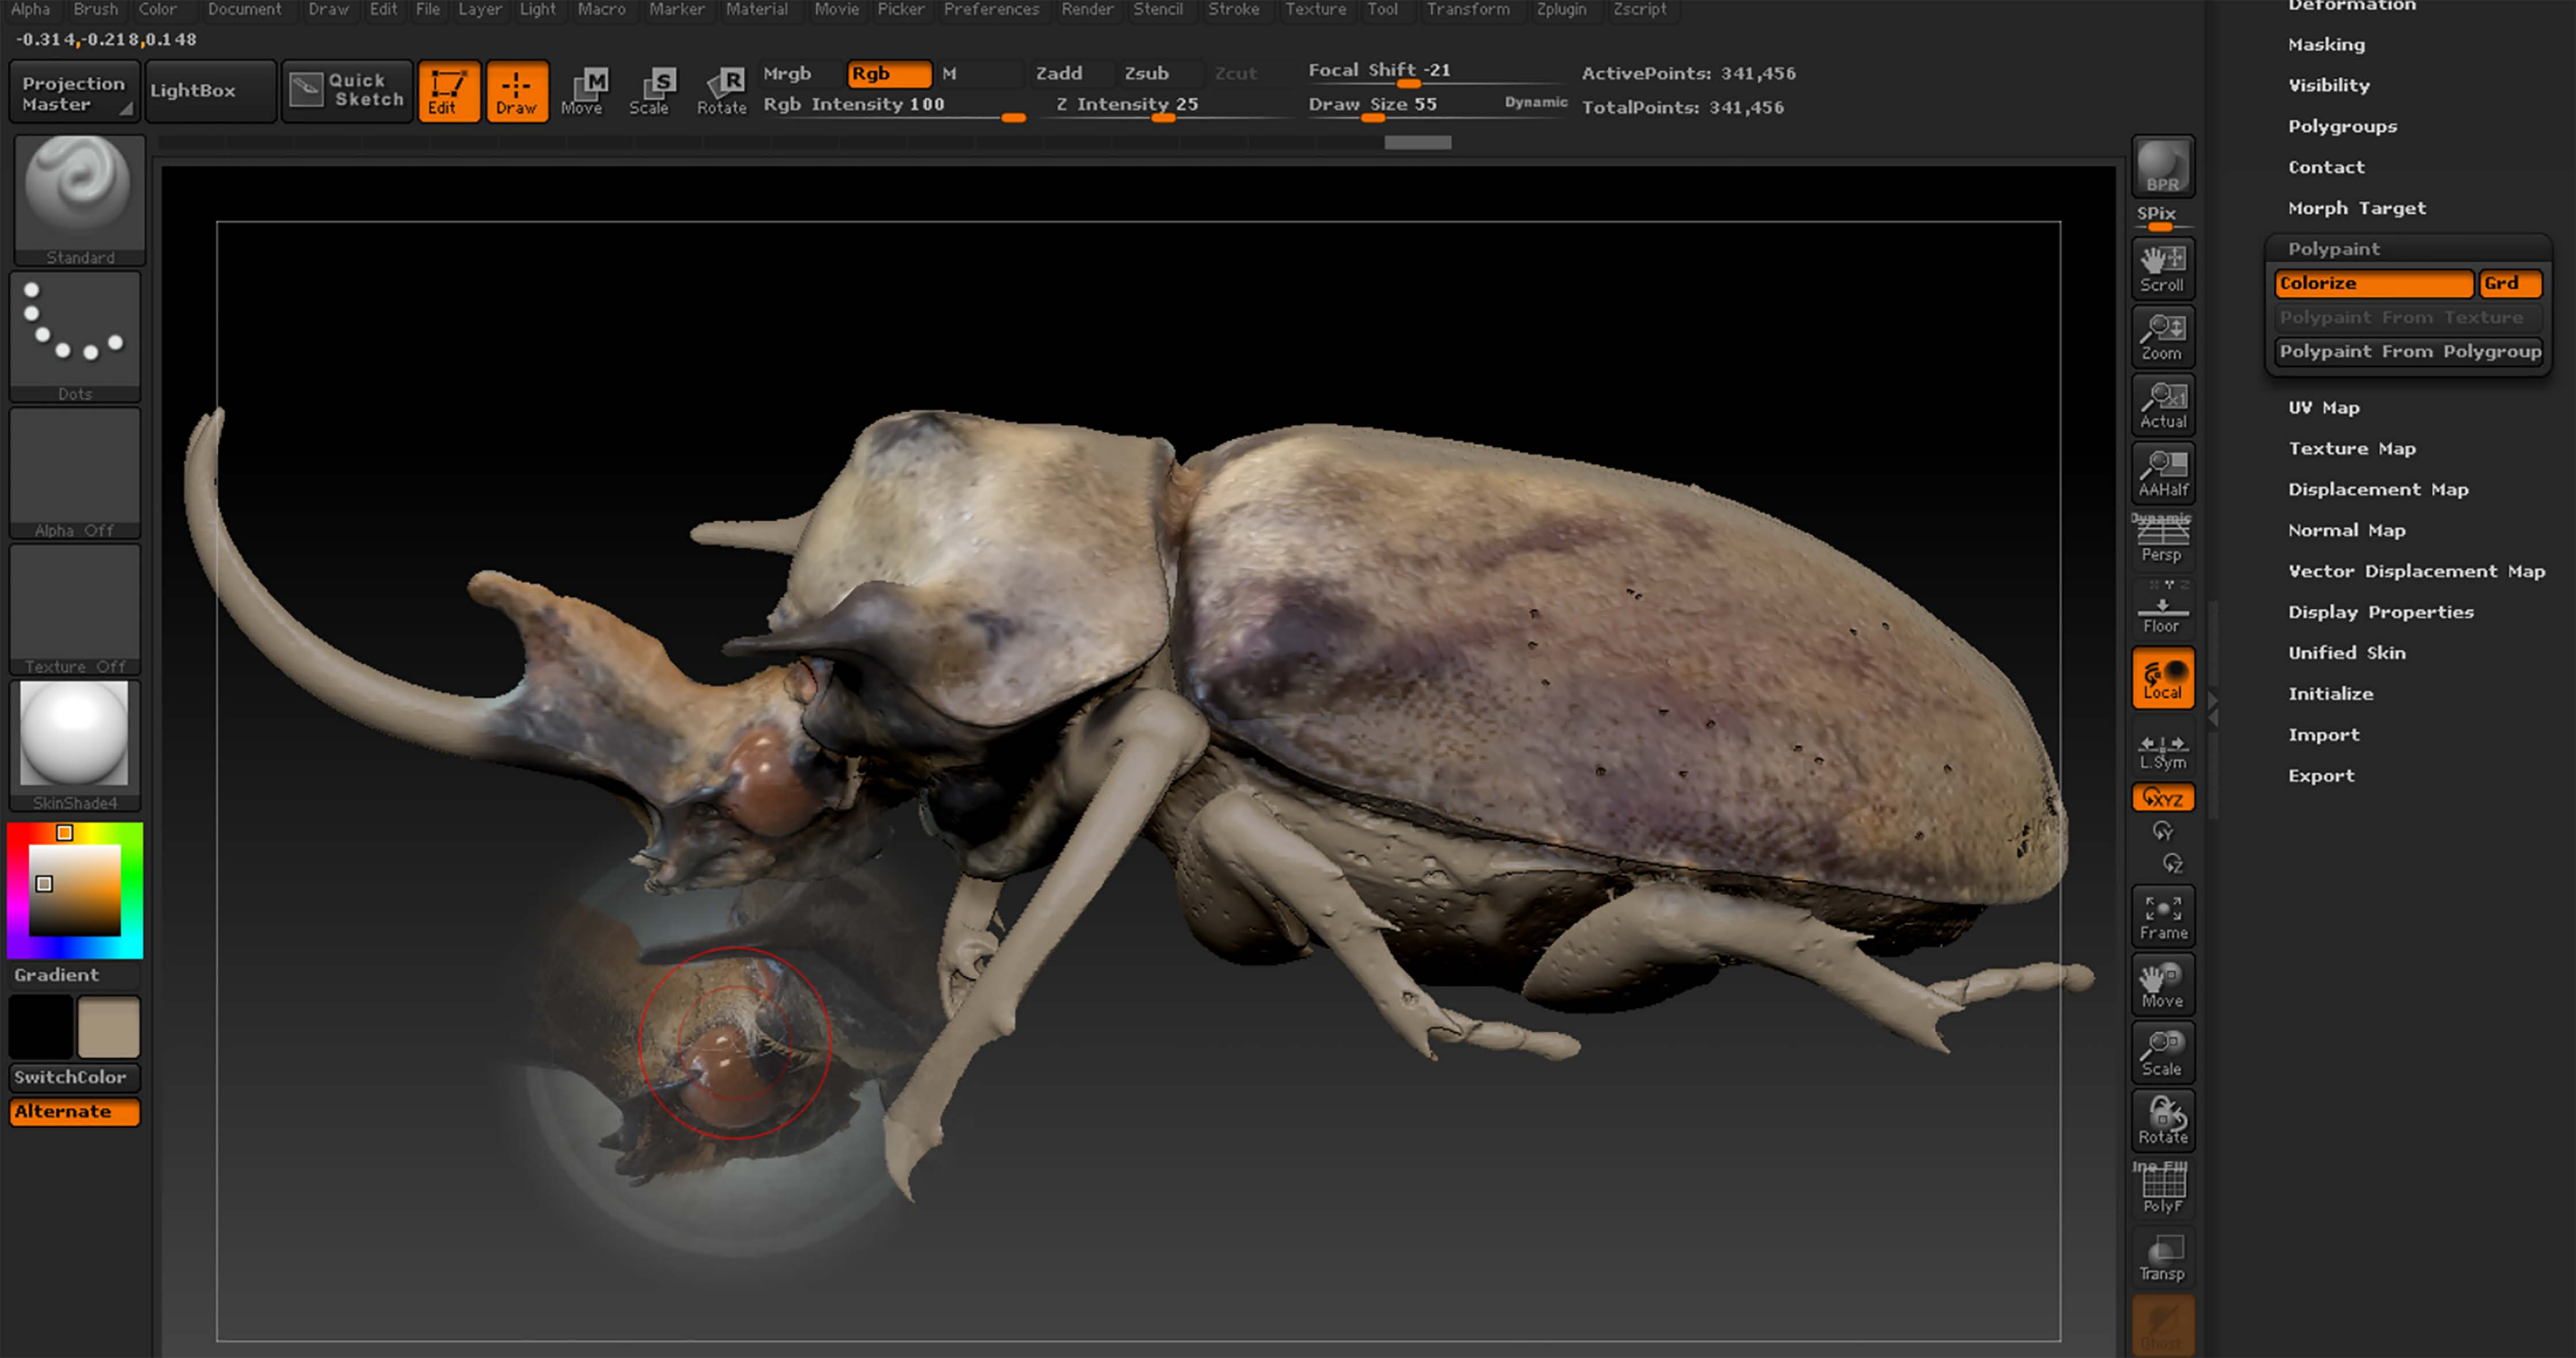 Alpha Brush Color Document Draw Edit File Layer Light Macro Marker Material Movie Picker Preferences Render Stencil Stroke Texture Tool Transform Zplugin Zscript
-0.314,-0.218,0.148
Projection Master
LightBox
Quick Sketch
Edit
Draw
Move
Scale
Rotate
M
S
R
Mrgb Rgb M
Rgb Intensity 100
Zadd Zsub Zcut
Z Intensity 25
Focal Shift -21
Draw Size 55
Dynamic
ActivePoints: 341,456
TotalPoints: 341,456
Standard
Dots
Alpha Off
Texture Off
SkinShade4
Gradient
SwitchColor
Alternate
BPR
SPix
Scroll
Zoom
x1
Actual
AAHalf
Dynamic
Persp
X Y Z
Floor
Local
L.Sym
XYZ
Y
Z
Frame
Move
Scale
Rotate
PolyF
Transp
Ghost
Deformation
Masking
Visibility
Polygroups
Contact
Morph Target
Polypaint
Colorize Grd
Polypaint From Texture
Polypaint From Polygroup
UV Map
Texture Map
Displacement Map
Normal Map
Vector Displacement Map
Display Properties
Unified Skin
Initialize
Import
Export